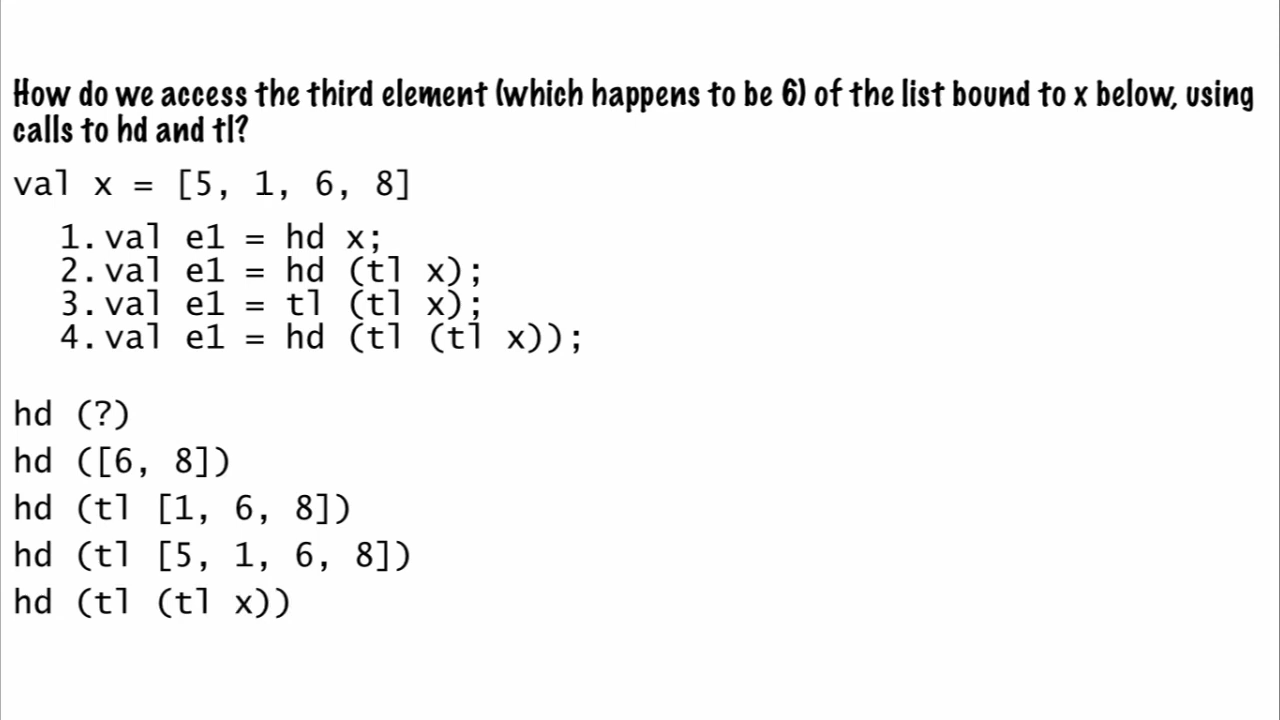 How do we access the third element (which happens to be 6) of the list bound to x below, using
calls to hd and tl?
val x = [5, 1, 6, 8]
1. val e1 = hd x;
2. val e1 = hd (tl x);
3. val e1 = tl (tl x);
4. val e1 = hd (tl (tl x));
hd (?)
hd ([6, 8])
hd (tl [1, 6, 8])
hd (tl [5, 1, 6, 8])
hd (tl (tl x))